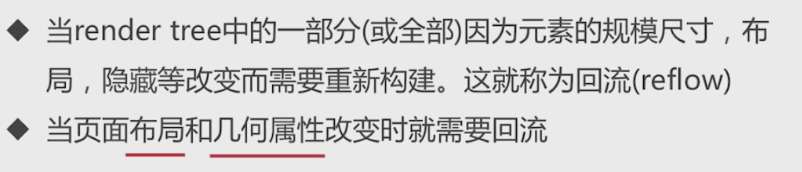 ◆ 当render tree中的一部分(或全部)因为元素的规模尺寸，布
局，隐藏等改变而需要重新构建。这就称为回流(reflow)
◆ 当页面布局和几何属性改变时就需要回流